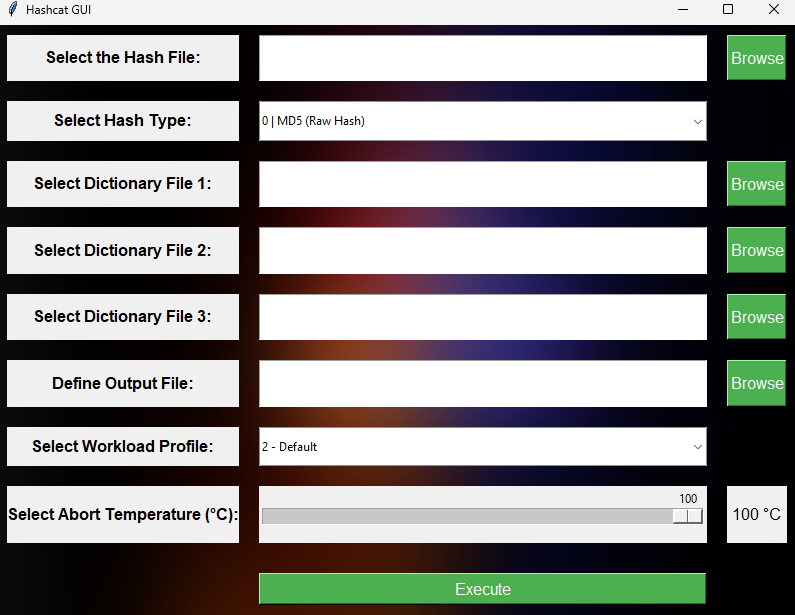 Hashcat GUI
Select the Hash File:
Browse
Select Hash Type:
0 | MD5 (Raw Hash)
Select Dictionary File 1:
Browse
Select Dictionary File 2:
Browse
Select Dictionary File 3:
Browse
Define Output File:
Browse
Select Workload Profile:
2 - Default
Select Abort Temperature (°C):
100
100 °C
Execute